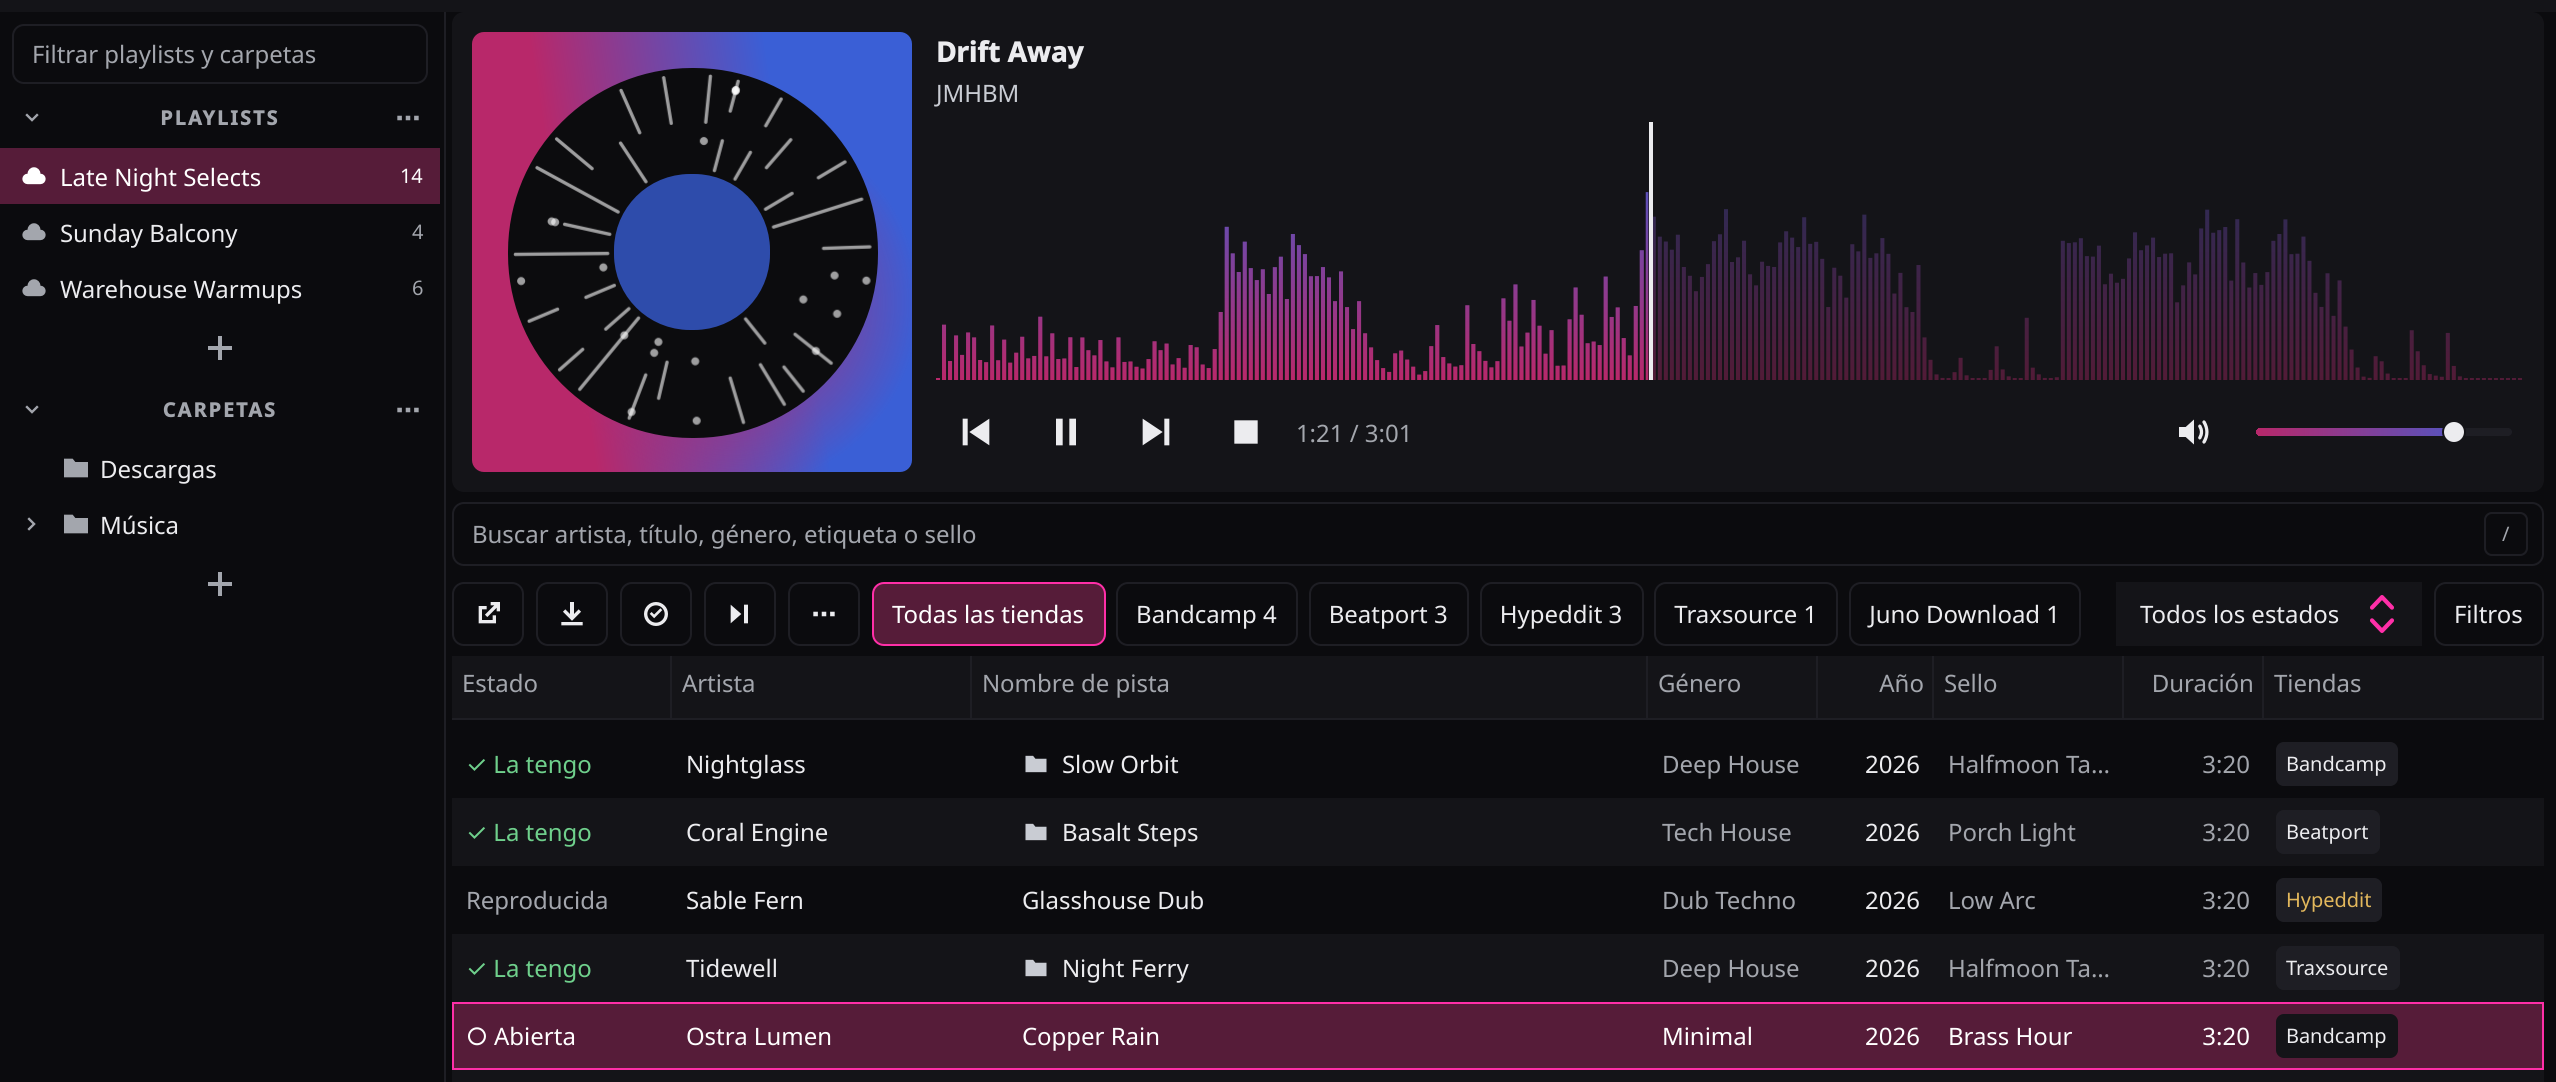 Filtrar playlists y carpetas
PLAYLISTS
Late Night Selects 14
Sunday Balcony 4
Warehouse Warmups 6
CARPETAS
Descargas
Música
Drift Away
JMHBM
1:21 / 3:01
Buscar artista, título, género, etiqueta o sello /
Todas las tiendas Bandcamp 4 Beatport 3 Hypeddit 3 Traxsource 1 Juno Download 1 Todos los estados Filtros
Estado Artista Nombre de pista Género Año Sello Duración Tiendas
La tengo Nightglass Slow Orbit Deep House 2026 Halfmoon Ta... 3:20 Bandcamp
La tengo Coral Engine Basalt Steps Tech House 2026 Porch Light 3:20 Beatport
Reproducida Sable Fern Glasshouse Dub Dub Techno 2026 Low Arc 3:20 Hypeddit
La tengo Tidewell Night Ferry Deep House 2026 Halfmoon Ta... 3:20 Traxsource
Abierta Ostra Lumen Copper Rain Minimal 2026 Brass Hour 3:20 Bandcamp